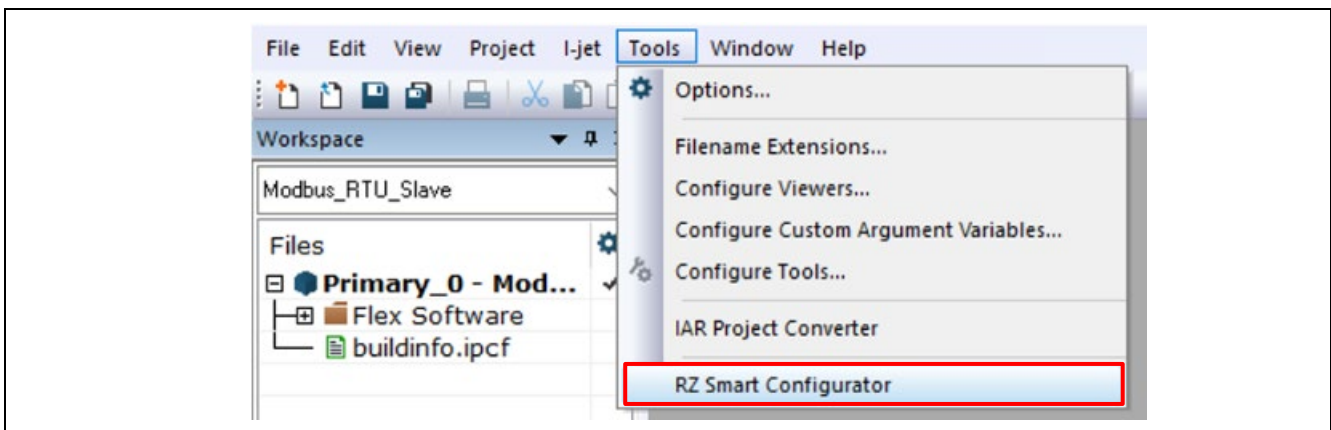 File Edit View Project I-jet Tools Window Help
Options...
Workspace
Filename Extensions...
Modbus_RTU_Slave
Configure Viewers...
Configure Custom Argument Variables...
Files
Configure Tools...
Primary_0 - Mod...
Flex Software
IAR Project Converter
buildinfo.ipcf
RZ Smart Configurator